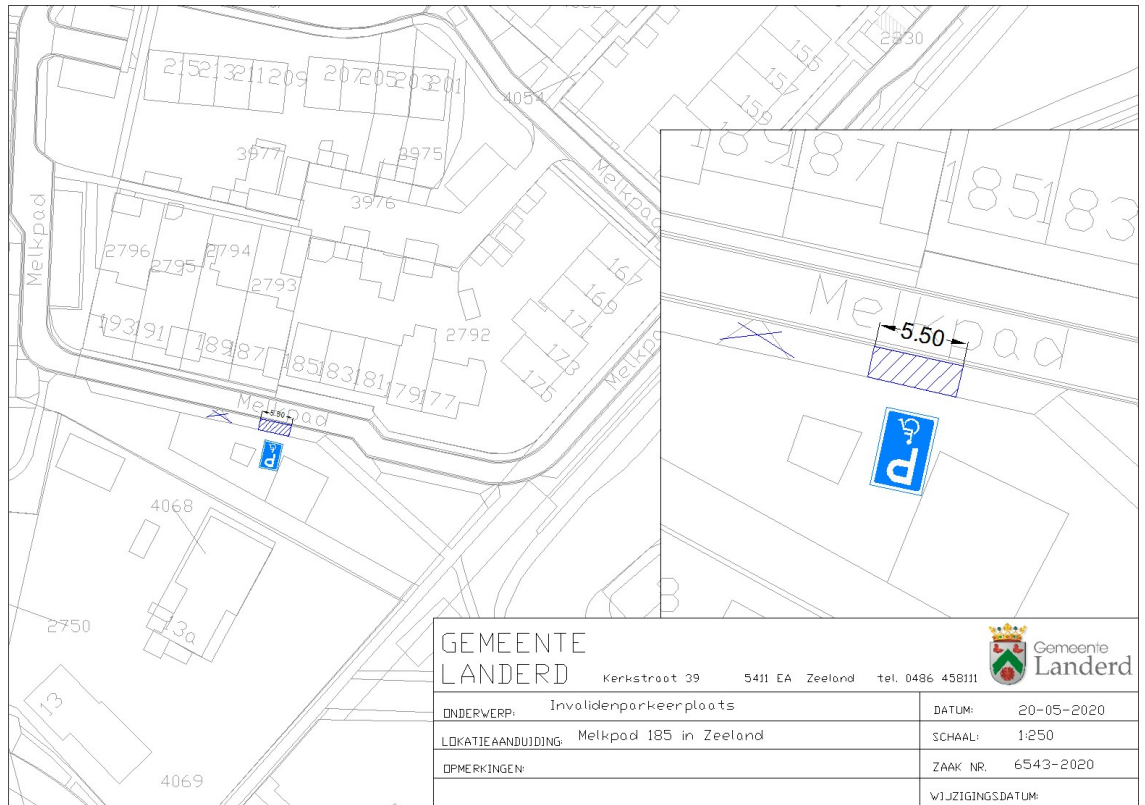 2830
215 213 211 209 207 205 203 201
155
157
159
4054
3977
3975
3976
Melkpad
Melkpad
2796
2795
2794
2793
2792
167
169
171
173
175
193 191 189 187 185 183 181 179 177
Melkpad
Melkpad
5.50
P
4068
2750
13a
13
4069
189 187 185 183
Melkpad
5.50
P
GEMEENTE
LANDERD Kerkstraat 39 5411 EA Zeeland tel. 0486 458111
Gemeente
Landerd
ONDERWERP: Invalidenparkeerplaats
DATUM: 20-05-2020
LOKATIEAANDUIDING: Melkpad 185 in Zeeland
SCHAAL: 1:250
OPMERKINGEN:
ZAAK NR. 6543-2020
WIJZIGINGSDATUM: